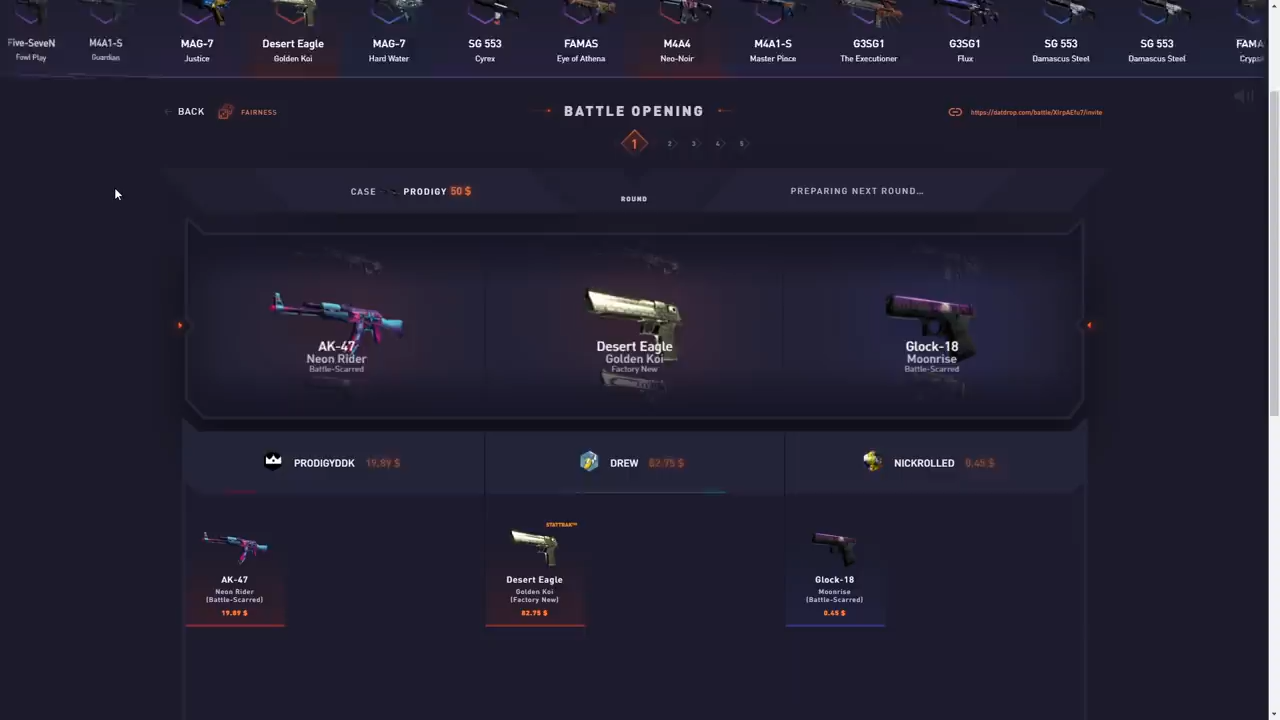 Five-SeveN
Fowl Play
M4A1-S
Guardian
MAG-7
Justice
Desert Eagle
Golden Koi
MAG-7
Hard Water
SG 553
Cyrex
FAMAS
Eye of Athena
M4A4
Neo-Noir
M4A1-S
Master Piece
G3SG1
The Executioner
G3SG1
Flux
SG 553
Damascus Steel
SG 553
Damascus Steel
FAMA
Cryps
BACK
FAIRNESS
BATTLE OPENING
https://datdrop.com/battle/XlrpAEfu7/invite
1 2 3 4 5
CASE PRODIGY 50 $
ROUND
PREPARING NEXT ROUND...
AK-47
Neon Rider
Battle-Scarred
Desert Eagle
Golden Koi
Factory New
Glock-18
Moonrise
Battle-Scarred
PRODIGYDDK 19.89 $
DREW 82.75 $
NICKROLLED 0.45 $
AK-47
Neon Rider
(Battle-Scarred)
19.89 $
STATTRAK™
Desert Eagle
Golden Koi
(Factory New)
82.75 $
Glock-18
Moonrise
(Battle-Scarred)
0.45 $